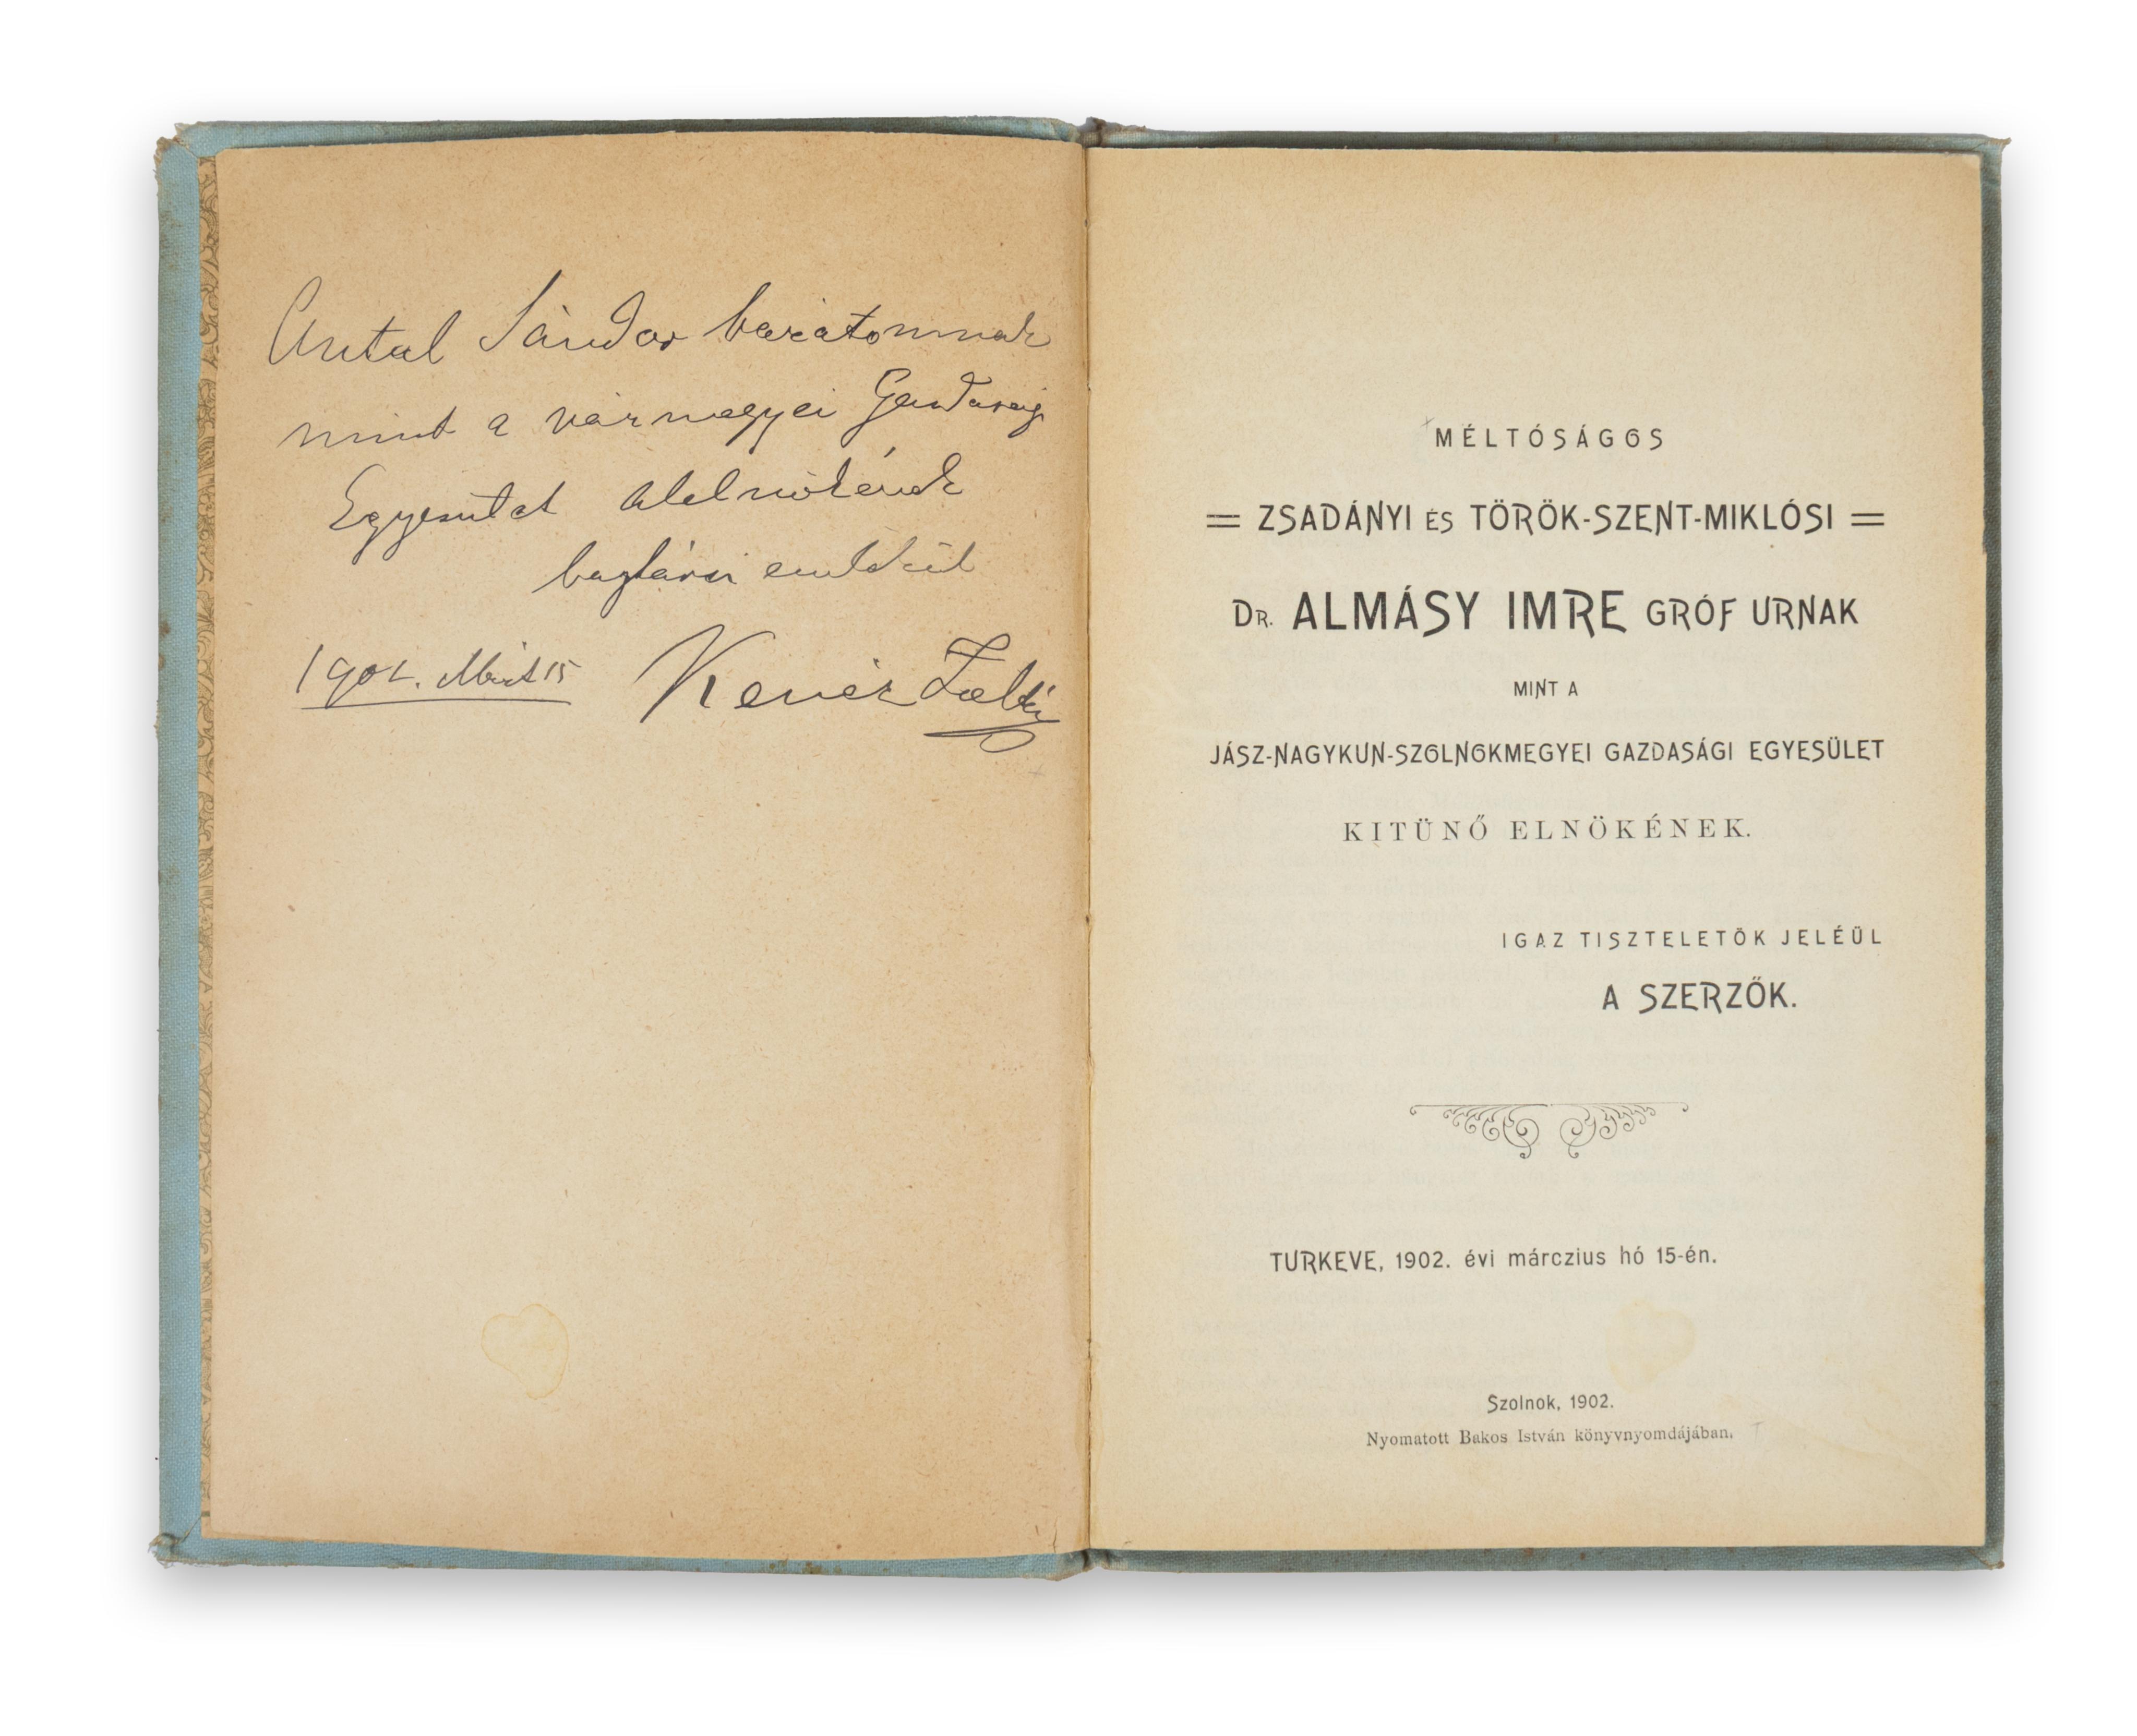 Antal Sándor barátomnak
mint a vármegyei Gazdasági
Egyesület alelnökének
baráti emlékül
1902. Márt 15
Zoltán
MÉLTÓSÁGOS
= ZSADÁNYI ÉS TÖRÖK-SZENT-MIKLÓSI =
DR. ALMÁSY IMRE GRÓF URNAK
MINT A
JÁSZ-NAGYKUN-SZOLNOKMEGYEI GAZDASÁGI EGYESÜLET
KITÜNŐ ELNÖKÉNEK.
IGAZ TISZTELETÖK JELÉÜL
A SZERZŐK.
TURKEVE, 1902. évi márczius hó 15-én.
Szolnok, 1902.
Nyomatott Bakos István könyvnyomdájában.